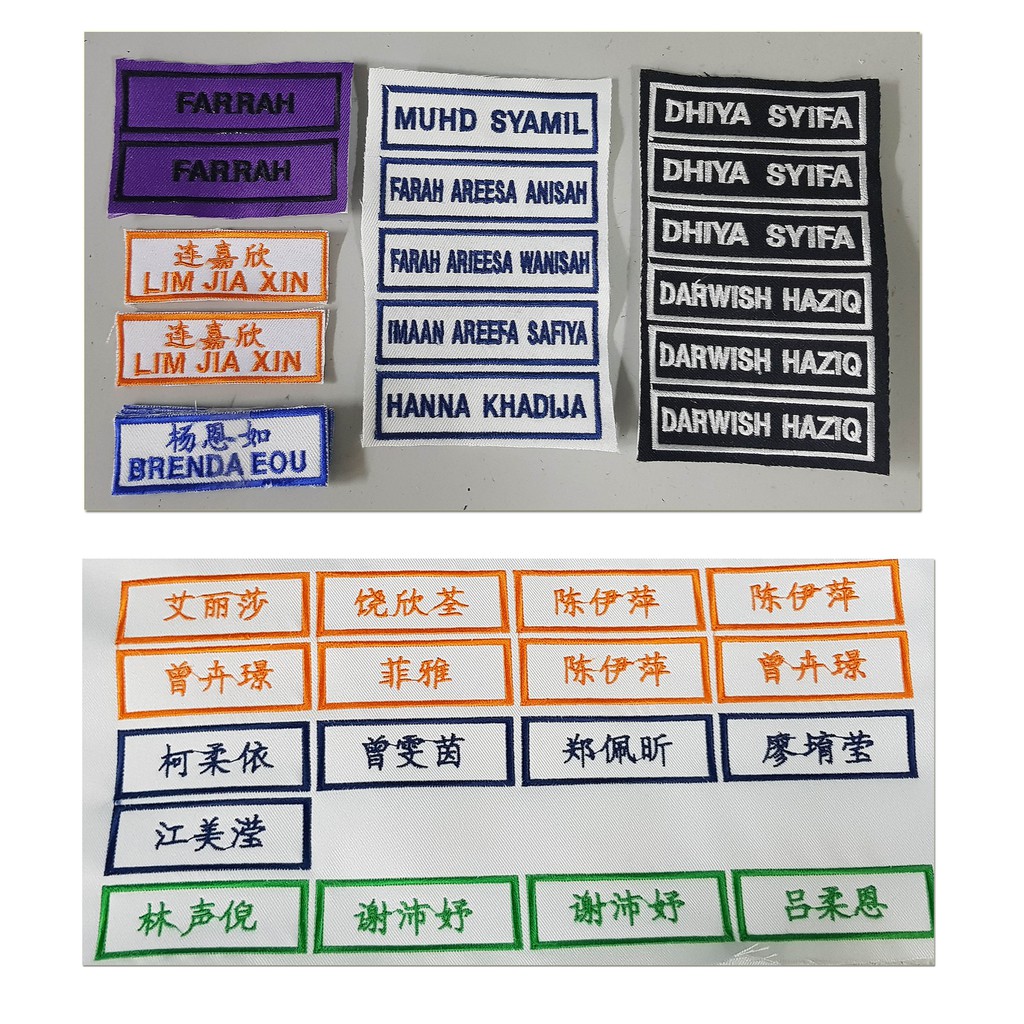 FARRAH
FARRAH
连嘉欣
LIM JIA XIN
连嘉欣
LIM JIA XIN
杨恩如
BRENDA EOU
MUHD SYAMIL
FARAH AREESA ANISAH
FARAH ARIEESA WANISAH
IMAAN AREEFA SAFIYA
HANNA KHADIJA
DHIYA SYIFA
DHIYA SYIFA
DHIYA SYIFA
DARWISH HAZIQ
DARWISH HAZIQ
DARWISH HAZIQ
艾丽莎 饶欣荃 陈伊萍 陈伊萍
曾卉璟 菲雅 陈伊萍 曾卉璟
柯柔依 曾雯茵 郑佩昕 廖堉莹
江美滢
林声倪 谢沛妤 谢沛妤 吕柔恩